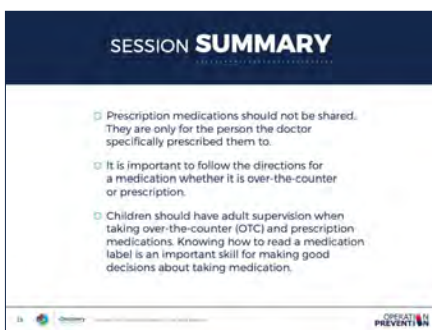 SESSION SUMMARY
Prescription medications should not be shared.
They are only for the person the doctor
specifically prescribed them to.
It is important to follow the directions for
a medication whether it is over-the-counter
or prescription.
Children should have adult supervision when
taking over-the-counter (OTC) and prescription
medications. Knowing how to read a medication
label is an important skill for making good
decisions about taking medication.
Discovery
OPERATION
PREVENTION